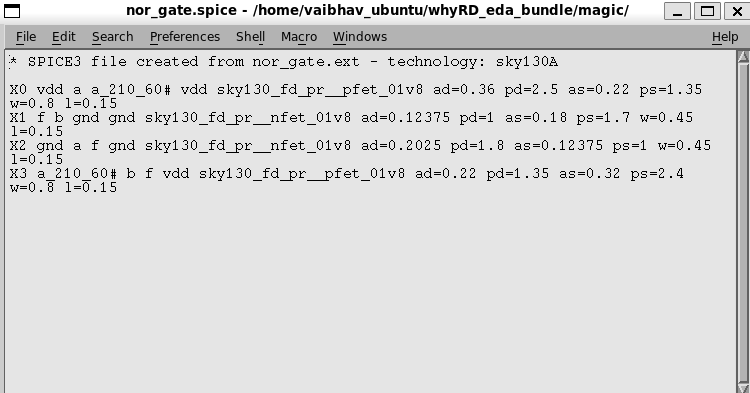 nor_gate.spice - /home/vaibhav_ubuntu/whyRD_eda_bundle/magic/
File Edit Search Preferences Shell Macro Windows Help
* SPICE3 file created from nor_gate.ext - technology: sky130A
X0 vdd a a_210_60# vdd sky130_fd_pr__pfet_01v8 ad=0.36 pd=2.5 as=0.22 ps=1.35
w=0.8 l=0.15
X1 f b gnd gnd sky130_fd_pr__nfet_01v8 ad=0.12375 pd=1 as=0.18 ps=1.7 w=0.45
l=0.15
X2 gnd a f gnd sky130_fd_pr__nfet_01v8 ad=0.2025 pd=1.8 as=0.12375 ps=1 w=0.45
l=0.15
X3 a_210_60# b f vdd sky130_fd_pr__pfet_01v8 ad=0.22 pd=1.35 as=0.32 ps=2.4
w=0.8 l=0.15